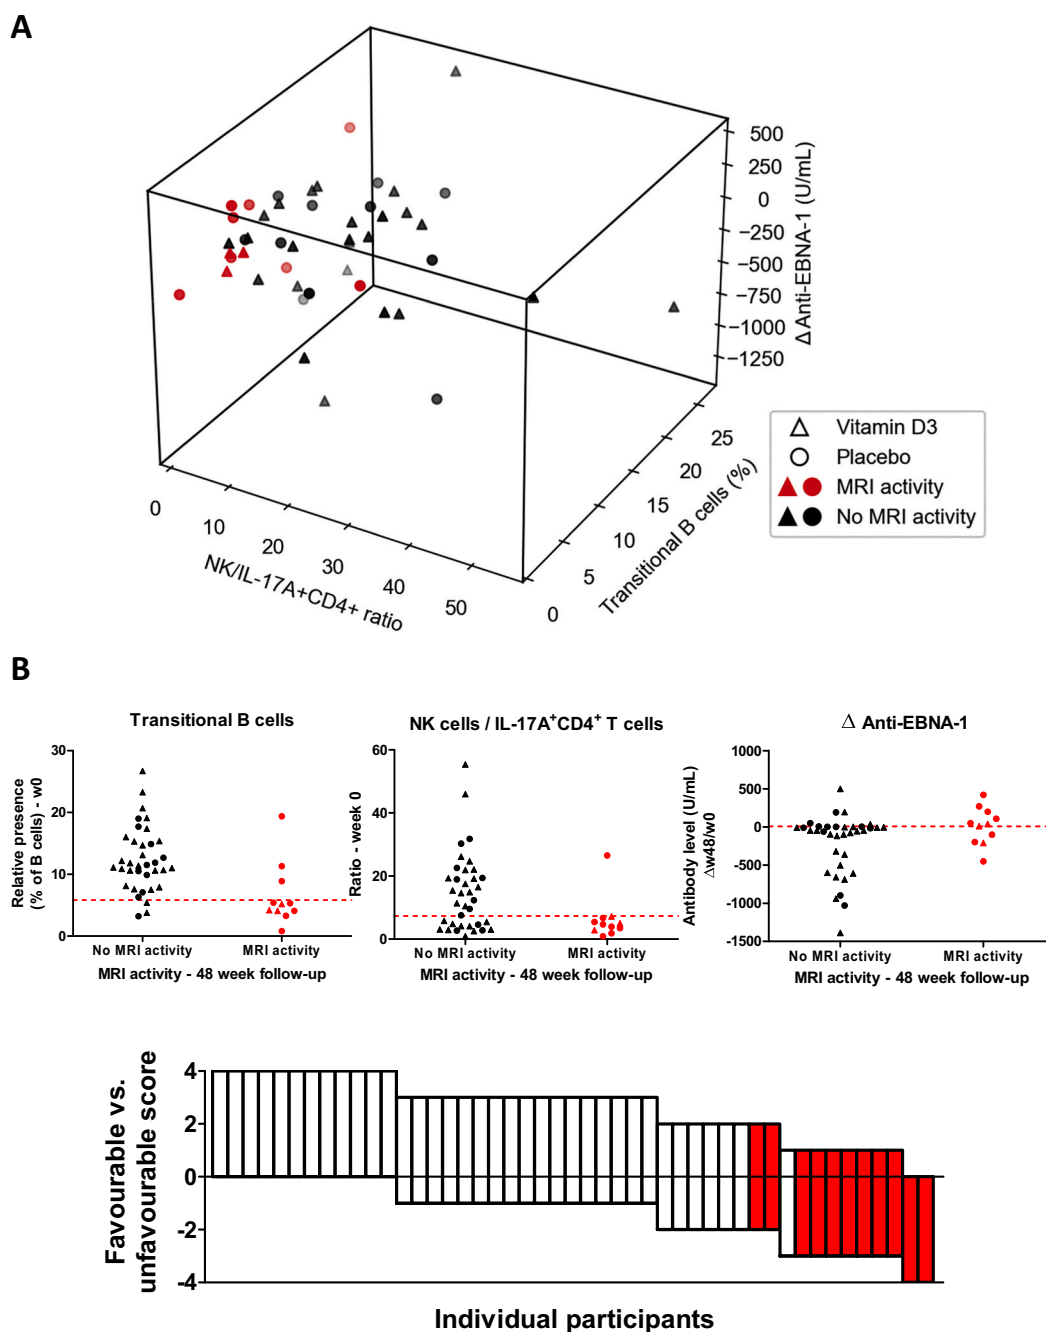 A
500
250
0
−250
−500
−750
−1000
−1250
Δ Anti-EBNA-1 (U/mL)
0
10
20
30
40
50
NK/IL-17A+CD4+ ratio
0
5
10
15
20
25
Transitional B cells (%)
Vitamin D3
Placebo
MRI activity
No MRI activity
B
Transitional B cells
30
20
10
0
Relative presence
(% of B cells) - w0
No MRI activity
MRI activity
MRI activity - 48 week follow-up
NK cells / IL-17A⁺CD4⁺ T cells
60
40
20
0
Ratio - week 0
No MRI activity
MRI activity
MRI activity - 48 week follow-up
Δ Anti-EBNA-1
1000
500
0
-500
-1000
-1500
Antibody level (U/mL)
Δw48/w0
No MRI activity
MRI activity
MRI activity - 48 week follow-up
4
2
0
-2
-4
Favourable vs.
unfavourable score
Individual participants